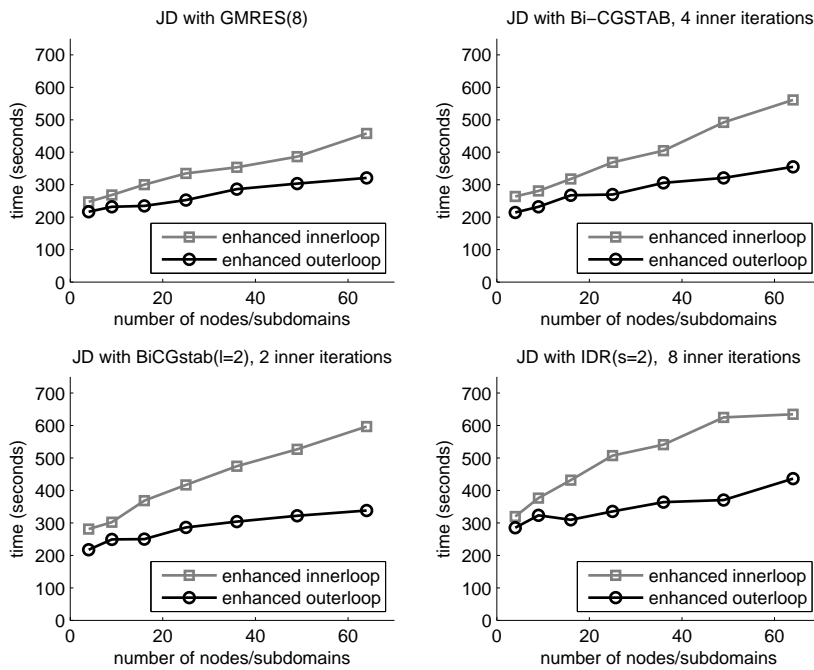 JD with GMRES(8)
700
600
500
400
300
200
100
0
time (seconds)
0
20
40
60
number of nodes/subdomains
enhanced innerloop
enhanced outerloop
JD with Bi−CGSTAB, 4 inner iterations
700
600
500
400
300
200
100
0
time (seconds)
0
20
40
60
number of nodes/subdomains
enhanced innerloop
enhanced outerloop
JD with BiCGstab(l=2), 2 inner iterations
700
600
500
400
300
200
100
0
time (seconds)
0
20
40
60
number of nodes/subdomains
enhanced innerloop
enhanced outerloop
JD with IDR(s=2), 8 inner iterations
700
600
500
400
300
200
100
0
time (seconds)
0
20
40
60
number of nodes/subdomains
enhanced innerloop
enhanced outerloop